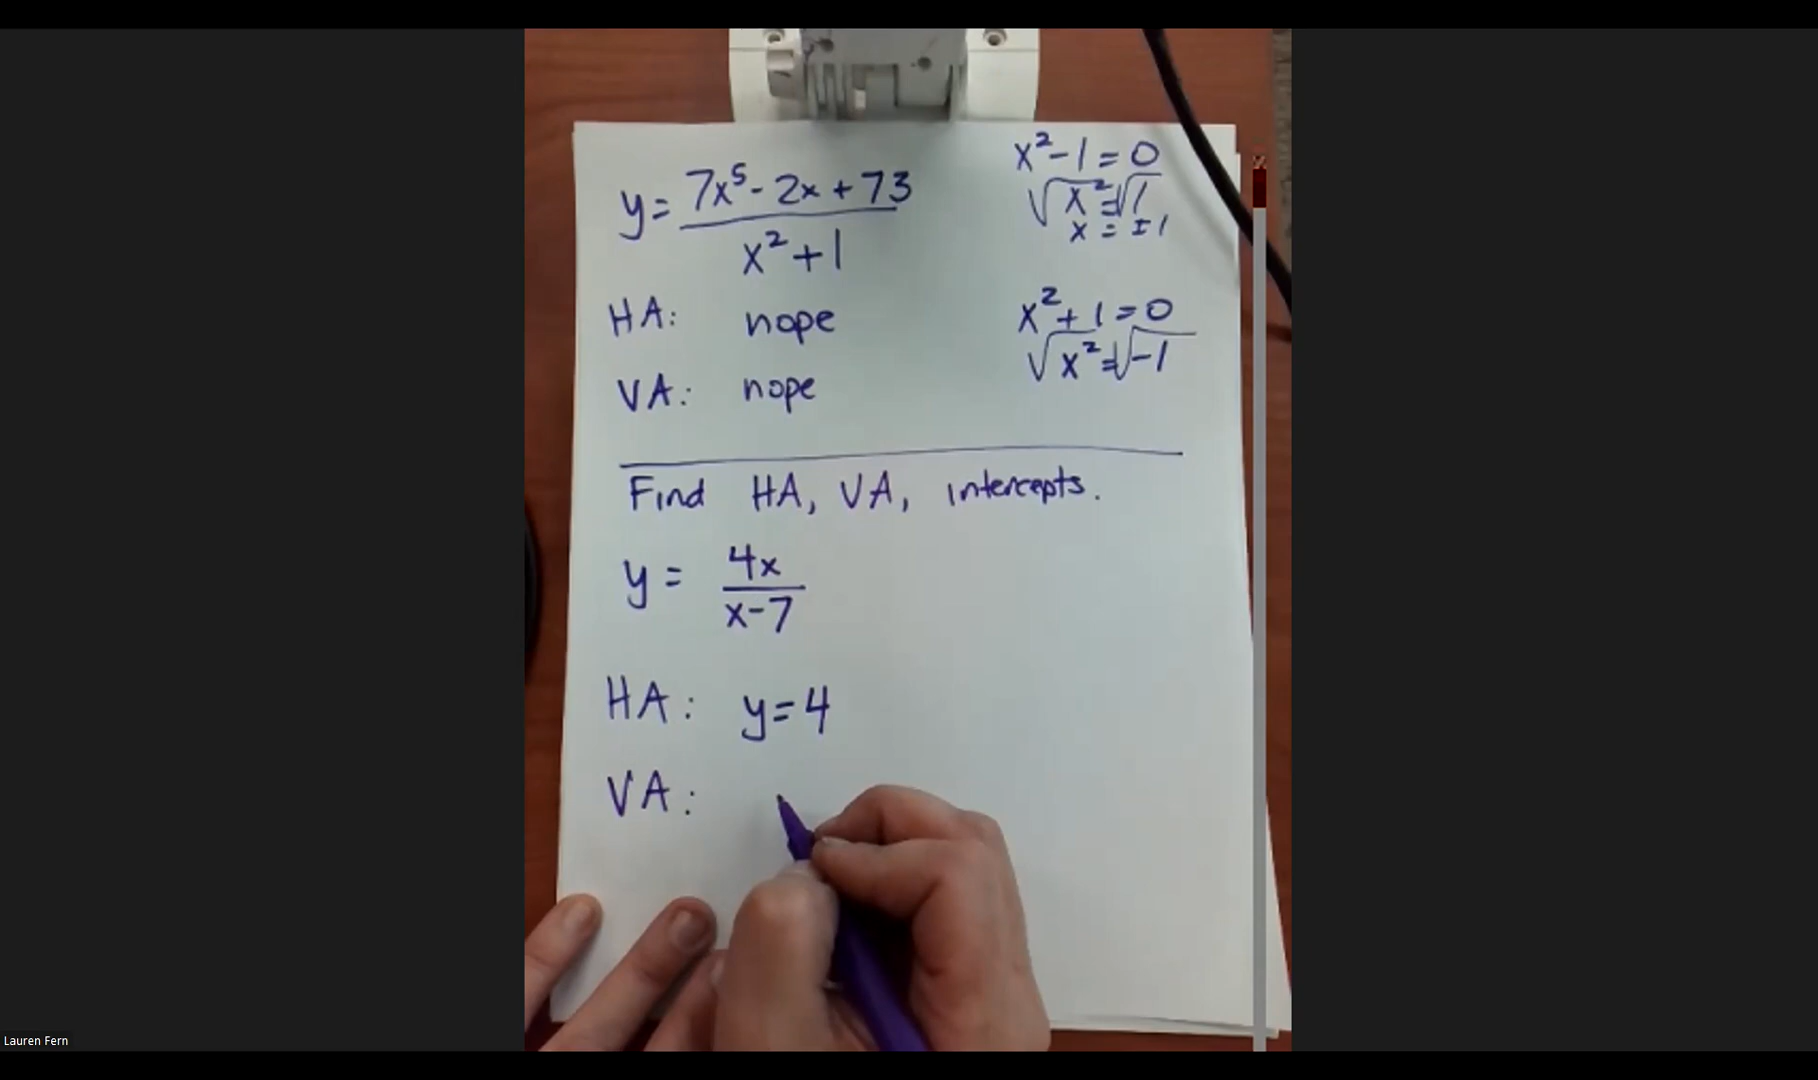 y = 7x⁵ - 2x + 73 / x² + 1
HA: nope
VA: nope
x² - 1 = 0
√x² = √1
x = ±1
x² + 1 = 0
√x² = √-1
Find HA, VA, intercepts.
y = 4x / x - 7
HA: y = 4
VA:
Lauren Fern